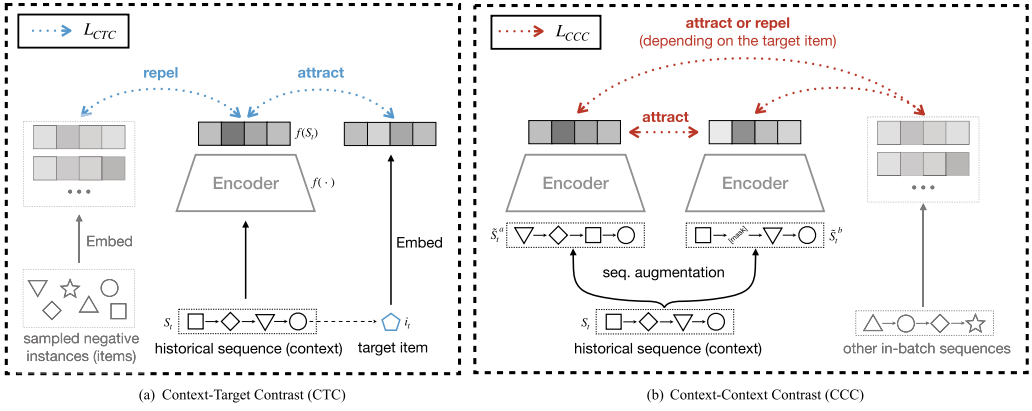 L_CTC
repel
attract
f(S_t)
Encoder
f(·)
Embed
Embed
S_t
i_t
sampled negative
instances (items)
historical sequence (context)
target item
(a) Context-Target Contrast (CTC)
L_CCC
attract or repel
(depending on the target item)
attract
Encoder
Encoder
S̃_t^a
[mask]
S̃_t^b
seq. augmentation
S_t
historical sequence (context)
other in-batch sequences
(b) Context-Context Contrast (CCC)